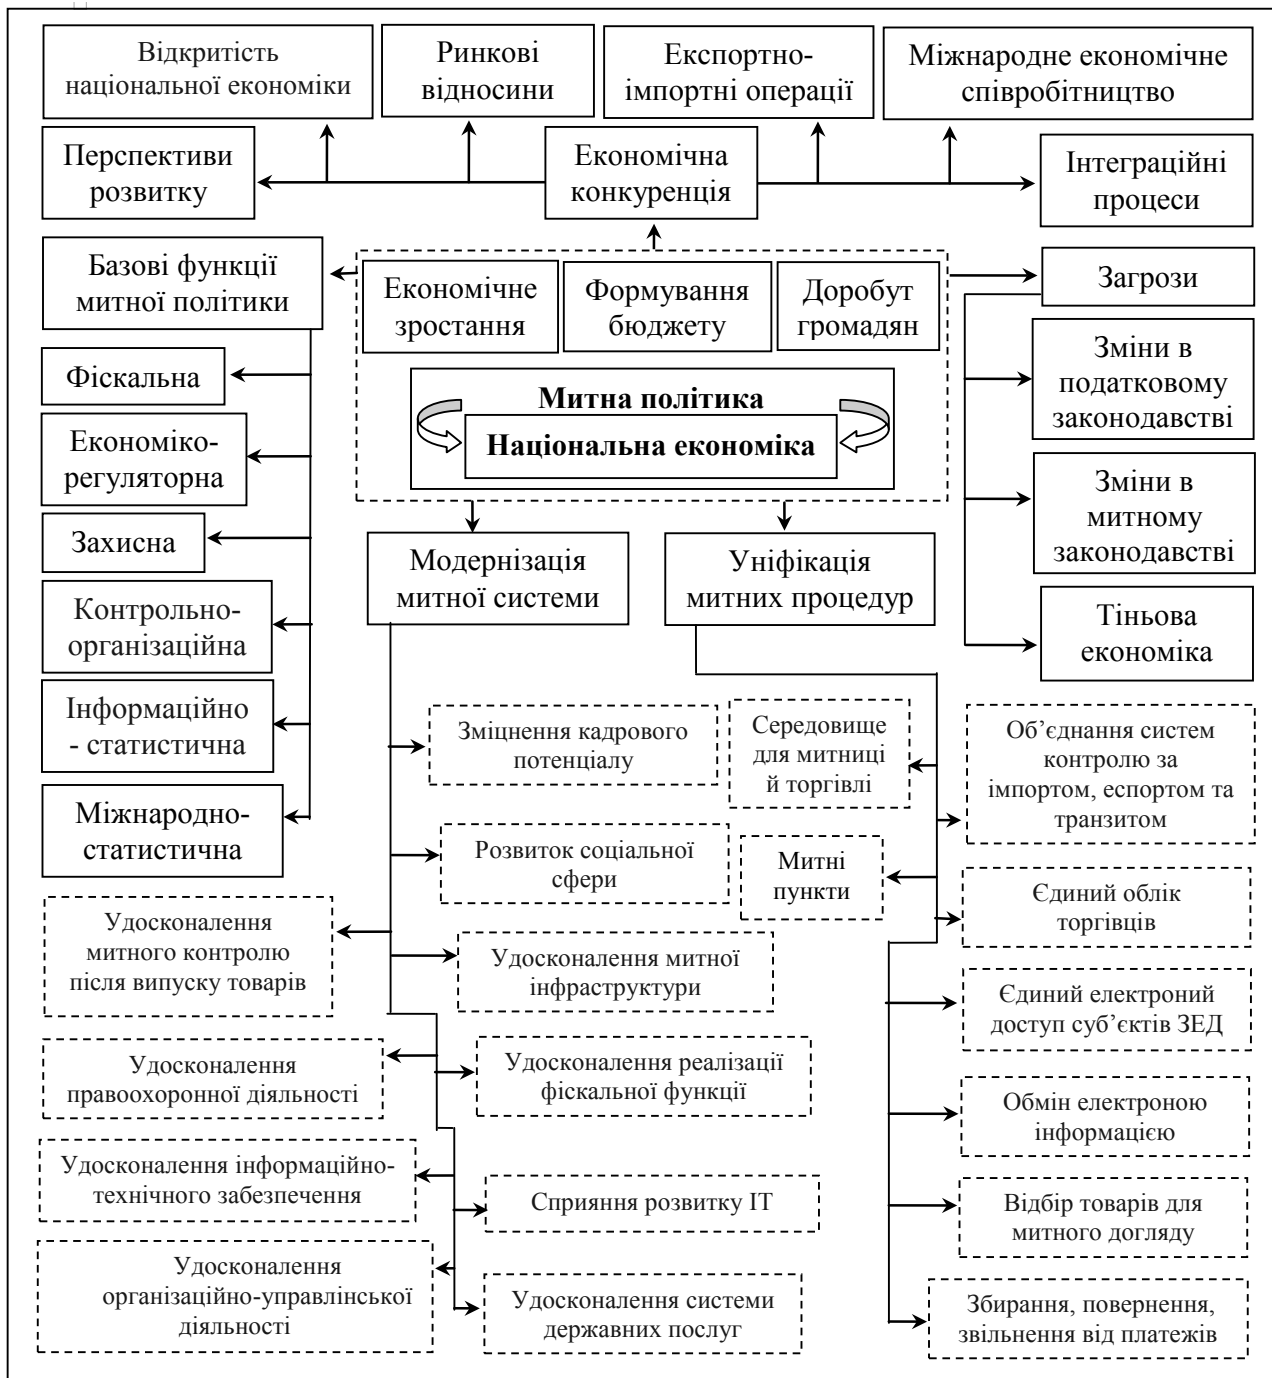 Відкритість
національної економіки
Ринкові
відносини
Експортно-
імпортні операції
Міжнародне економічне
співробітництво
Перспективи
розвитку
Економічна
конкуренція
Інтеграційні
процеси
Базові функції
митної політики
Економічне
зростання
Формування
бюджету
Доробут
громадян
Загрози
Фіскальна
Економіко-
регуляторна
Захисна
Контрольно-
організаційна
Інформаційно
- статистична
Міжнародно-
статистична
Митна політика
Національна економіка
Зміни в
податковому
законодавстві
Зміни в
митному
законодавстві
Тіньова
економіка
Модернізація
митної системи
Уніфікація
митних процедур
Зміцнення кадрового
потенціалу
Середовище
для митниці
й торгівлі
Об’єднання систем
контролю за
імпортом, еспортом та
транзитом
Розвиток соціальної
сфери
Митні
пункти
Єдиний облік
торгівців
Удосконалення
митного контролю
після випуску товарів
Удосконалення митної
інфраструктури
Єдиний електроний
доступ суб’єктів ЗЕД
Удосконалення
правоохоронної діяльності
Удосконалення реалізації
фіскальної функції
Обмін електроною
інформацією
Удосконалення інформаційно-
технічного забезпечення
Сприяння розвитку ІТ
Відбір товарів для
митного догляду
Удосконалення
організаційно-управлінської
діяльності
Удосконалення системи
державних послуг
Збирання, повернення,
звільнення від платежів